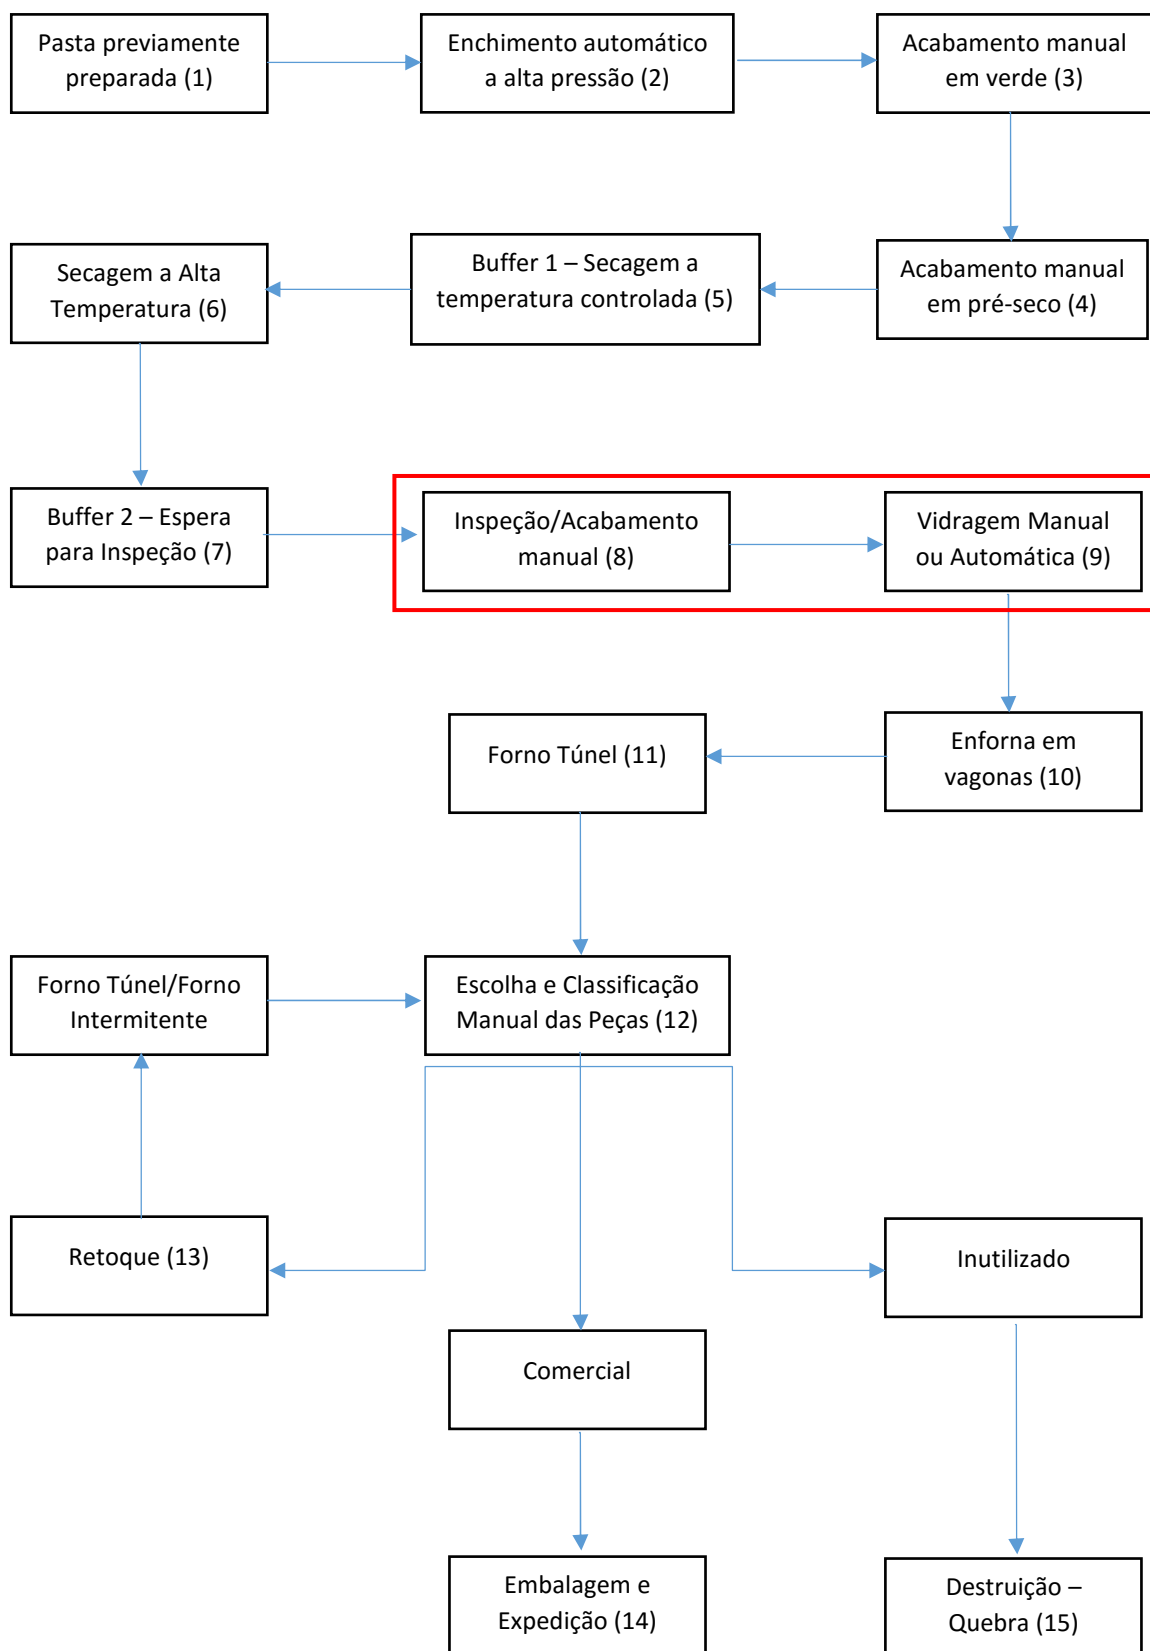 Pasta previamente
preparada (1)
Enchimento automático
a alta pressão (2)
Acabamento manual
em verde (3)
Secagem a Alta
Temperatura (6)
Buffer 1 – Secagem a
temperatura controlada (5)
Acabamento manual
em pré-seco (4)
Buffer 2 – Espera
para Inspeção (7)
Inspeção/Acabamento
manual (8)
Vidragem Manual
ou Automática (9)
Forno Túnel (11)
Enforna em
vagonas (10)
Forno Túnel/Forno
Intermitente
Escolha e Classificação
Manual das Peças (12)
Retoque (13)
Inutilizado
Comercial
Embalagem e
Expedição (14)
Destruição –
Quebra (15)